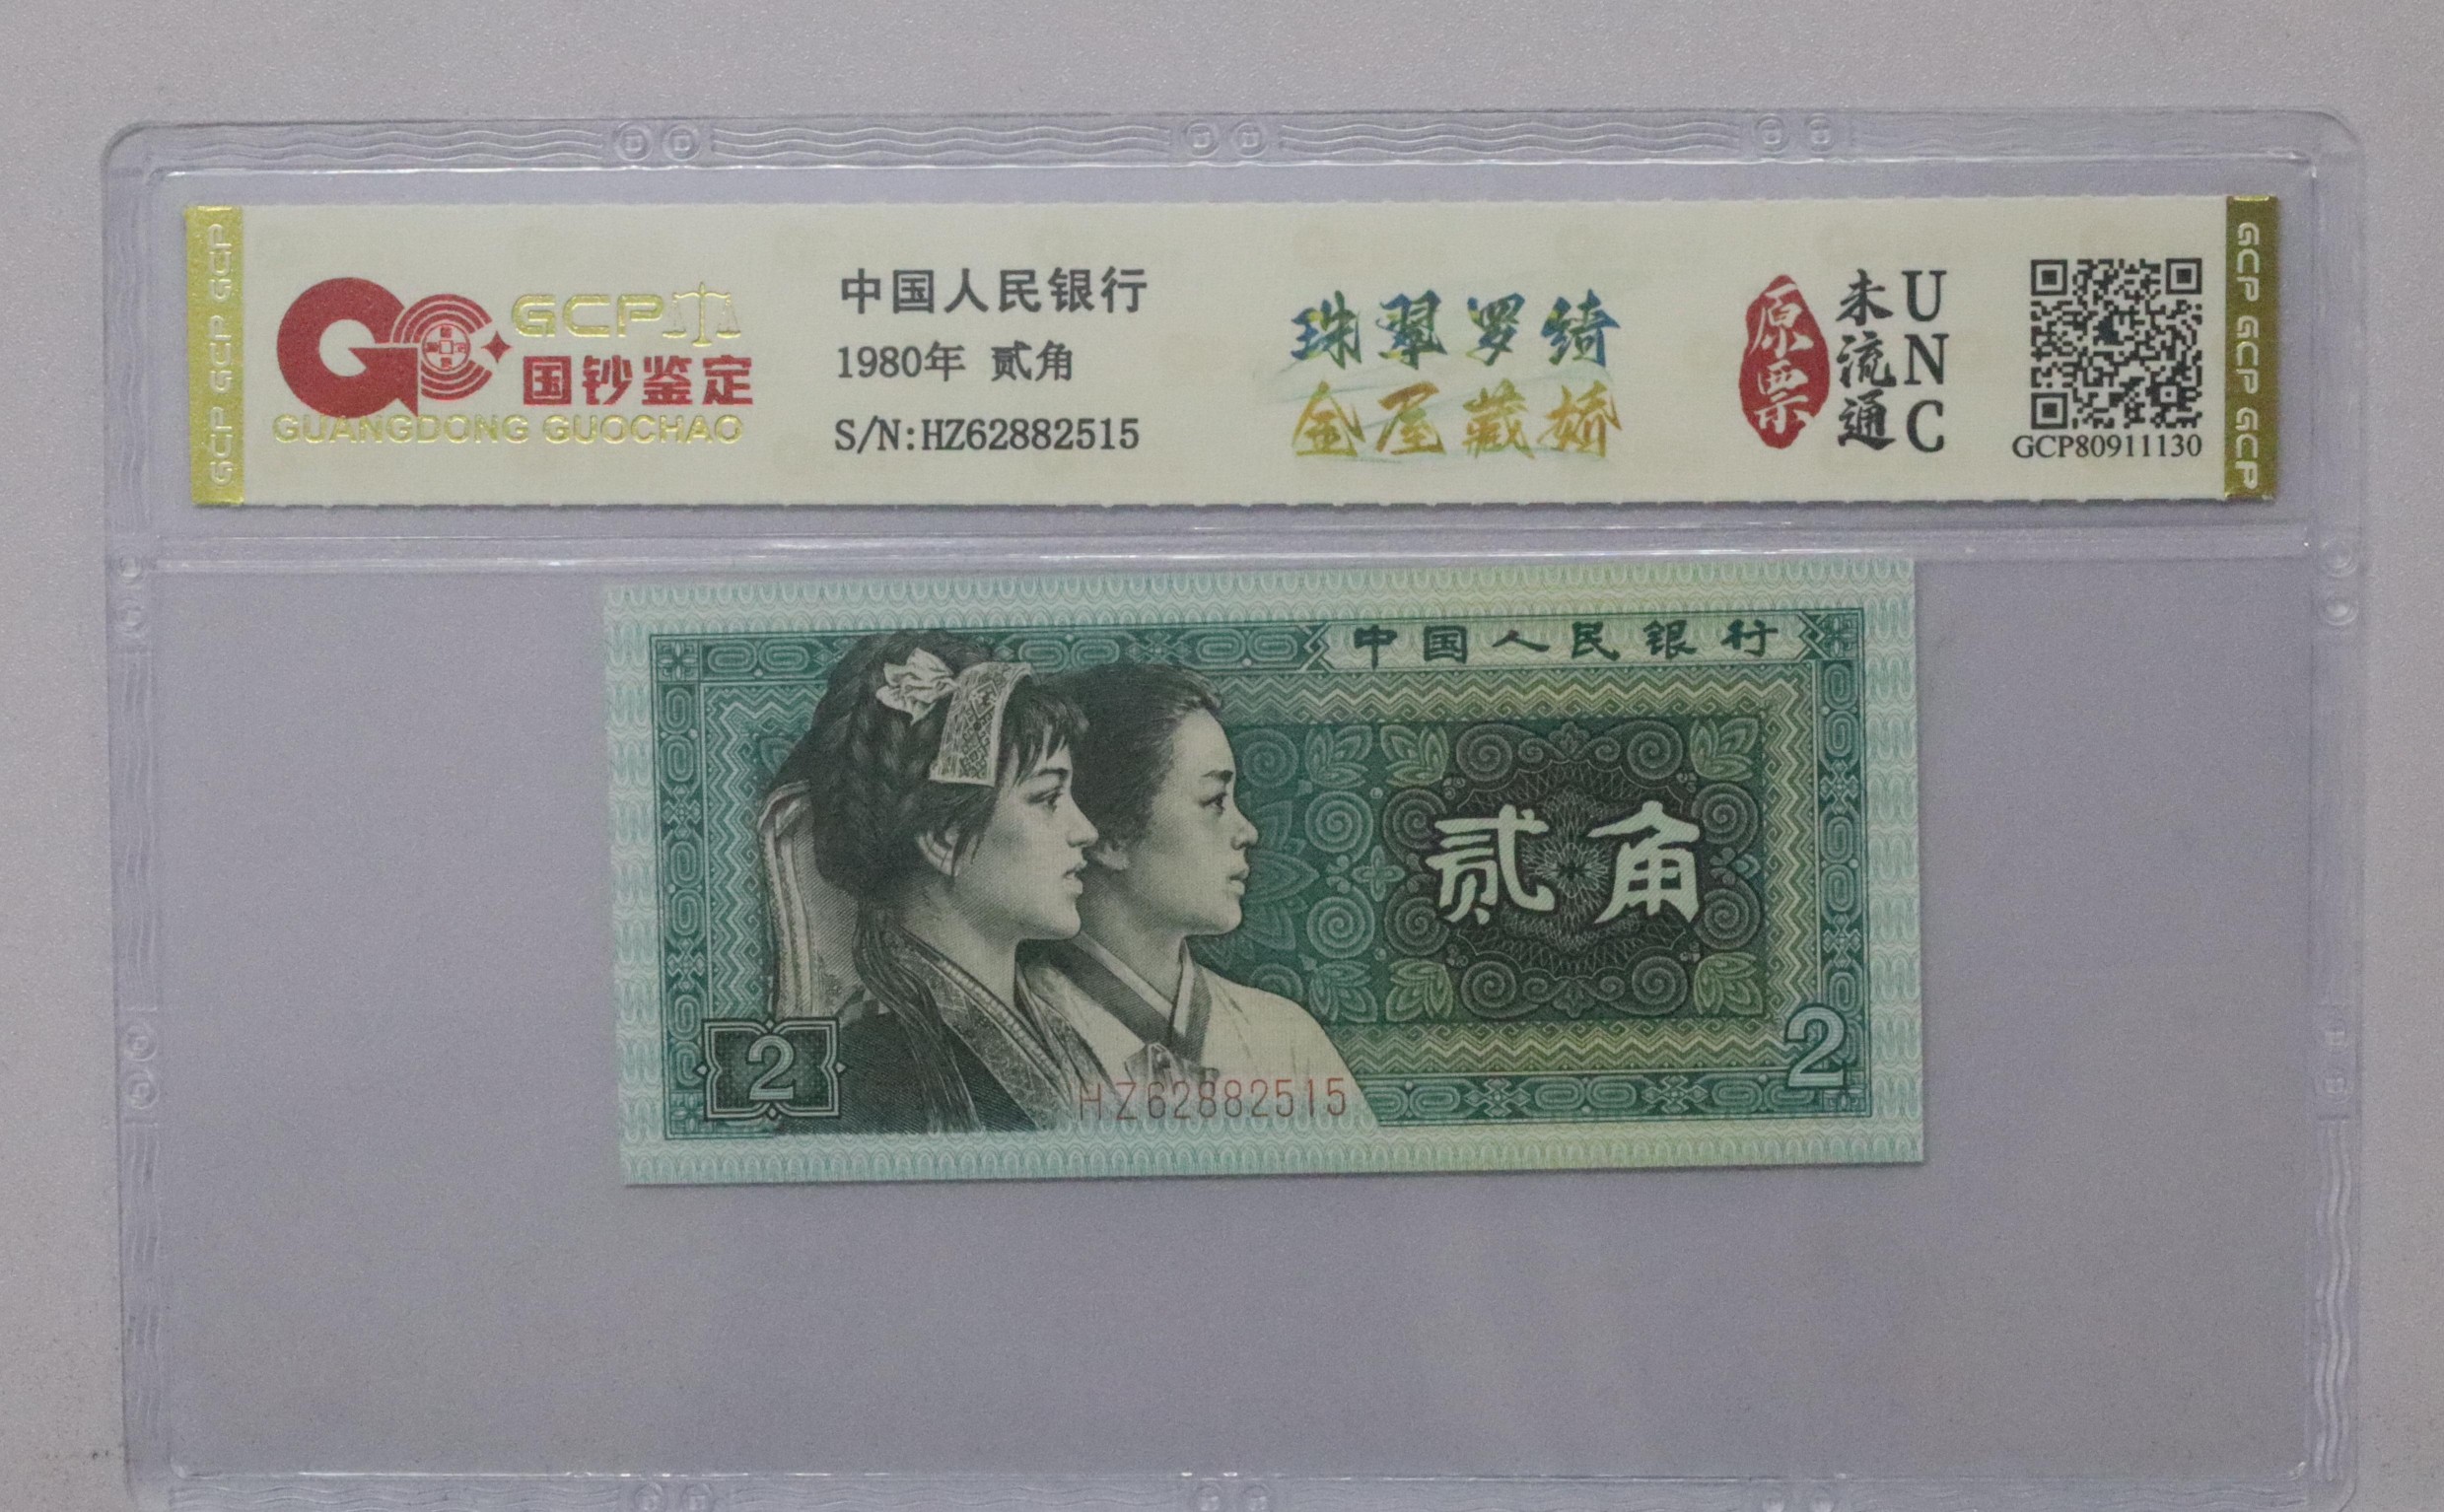 GCP GCP GCP GCP
GCP
国钞鉴定
GUANGDONG GUOCHAO
中国人民银行
1980年 贰角
S/N:HZ62882515
珠翠罗绮
金屋藏娇
原票
未流通
UNC
GCP80911130
GCP GCP GCP GCP
中国人民银行
贰角
2
2
HZ62882515